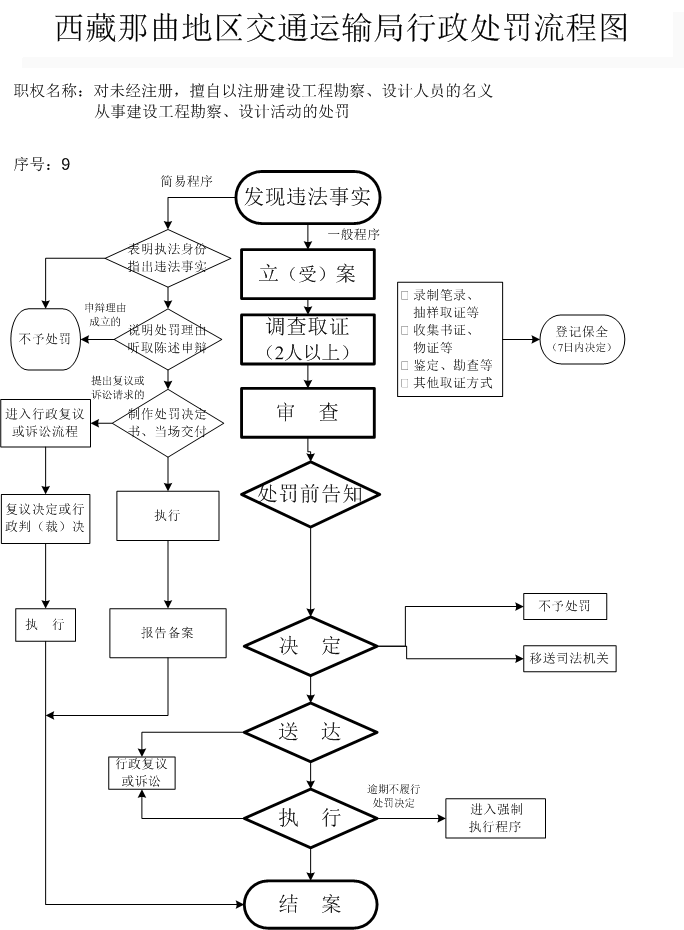 西藏那曲地区交通运输局行政处罚流程图
职权名称：对未经注册，擅自以注册建设工程勘察、设计人员的名义
从事建设工程勘察、设计活动的处罚
序号：9
简易程序
发现违法事实
一般程序
表明执法身份
指出违法事实
立（受）案
申辩理由
成立的
不予处罚
说明处罚理由
听取陈述申辩
调查取证
（2人以上）
录制笔录、
抽样取证等
收集书证、
物证等
鉴定、勘查等
其他取证方式
登记保全
（7日内决定）
提出复议或
诉讼请求的
进入行政复议
或诉讼流程
制作处罚决定
书、当场交付
审 查
处罚前告知
复议决定或行
政判（裁）决
执行
执 行
报告备案
决 定
不予处罚
移送司法机关
送 达
行政复议
或诉讼
执 行
逾期不履行
处罚决定
进入强制
执行程序
结 案